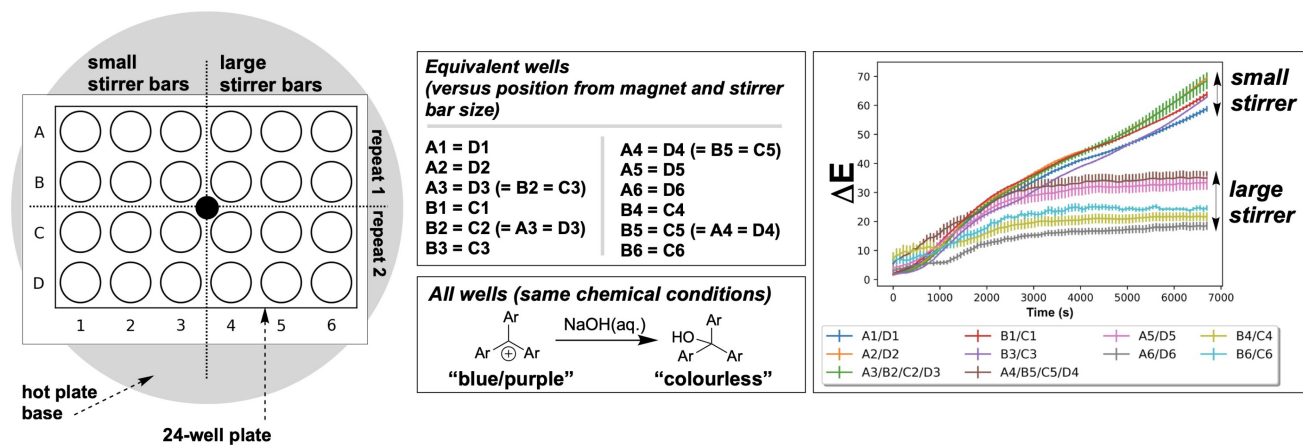 small
stirrer bars
large
stirrer bars
A
B
C
D
1 2 3 4 5 6
repeat 1
repeat 2
hot plate
base
24-well plate
Equivalent wells
(versus position from magnet and stirrer
bar size)
A1 = D1
A2 = D2
A3 = D3 (= B2 = C3)
B1 = C1
B2 = C2 (= A3 = D3)
B3 = C3
A4 = D4 (= B5 = C5)
A5 = D5
A6 = D6
B4 = C4
B5 = C5 (= A4 = D4)
B6 = C6
All wells (same chemical conditions)
Ar
Ar
Ar
+
NaOH(aq.)
HO
Ar
Ar
Ar
“blue/purple”
“colourless”
ΔE
70
60
50
40
30
20
10
0
0 1000 2000 3000 4000 5000 6000 7000
Time (s)
small
stirrer
large
stirrer
A1/D1
A2/D2
A3/B2/C2/D3
B1/C1
B3/C3
A4/B5/C5/D4
A5/D5
A6/D6
B4/C4
B6/C6